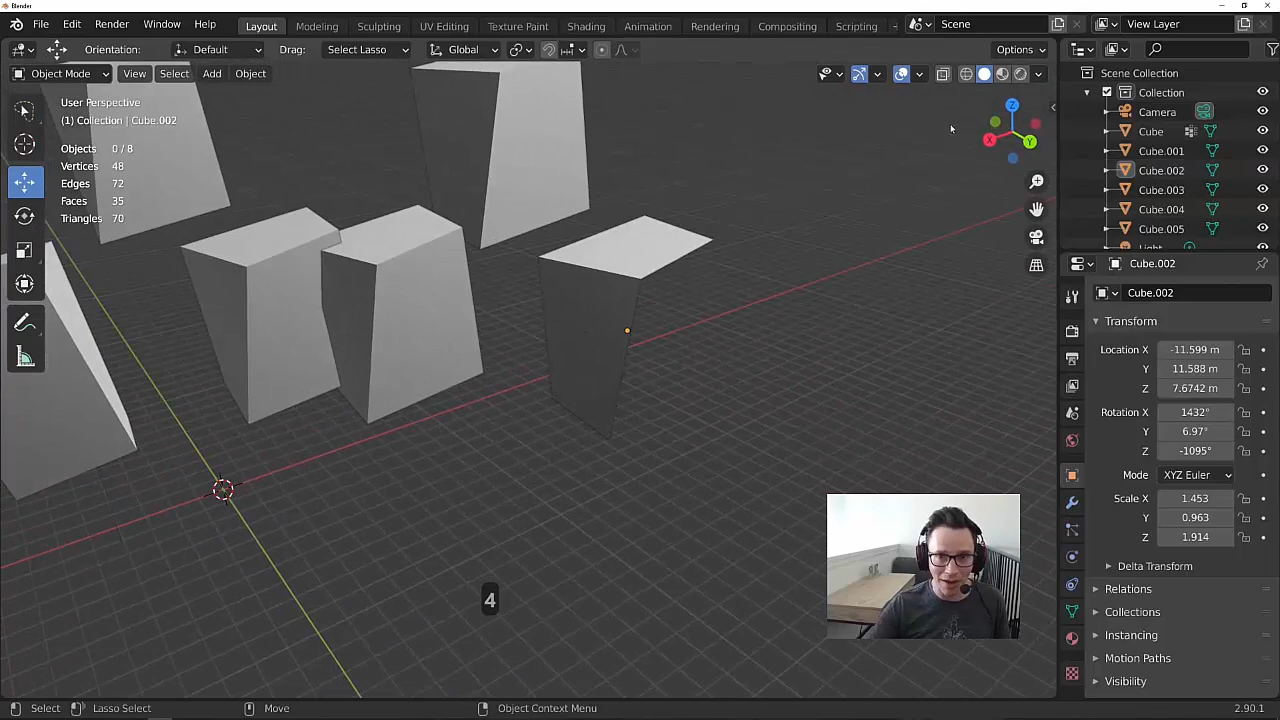 Blender
File Edit Render Window Help
Layout Modeling Sculpting UV Editing Texture Paint Shading Animation Rendering Compositing Scripting
Scene
View Layer
Orientation: Default Drag: Select Lasso Global Options
Object Mode View Select Add Object
User Perspective
(1) Collection | Cube.002
Objects 0 / 8
Vertices 48
Edges 72
Faces 35
Triangles 70
X
Y
Z
Scene Collection
Collection
Camera
Cube
Cube.001
Cube.002
Cube.003
Cube.004
Cube.005
Light
Cube.002
Cube.002
Transform
Location X -11.599 m
Y 11.588 m
Z 7.6742 m
Rotation X 1432°
Y 6.97°
Z -1095°
Mode XYZ Euler
Scale X 1.453
Y 0.963
Z 1.914
Delta Transform
Relations
Collections
Instancing
Motion Paths
Visibility
4
Select Lasso Select Move Object Context Menu 2.90.1